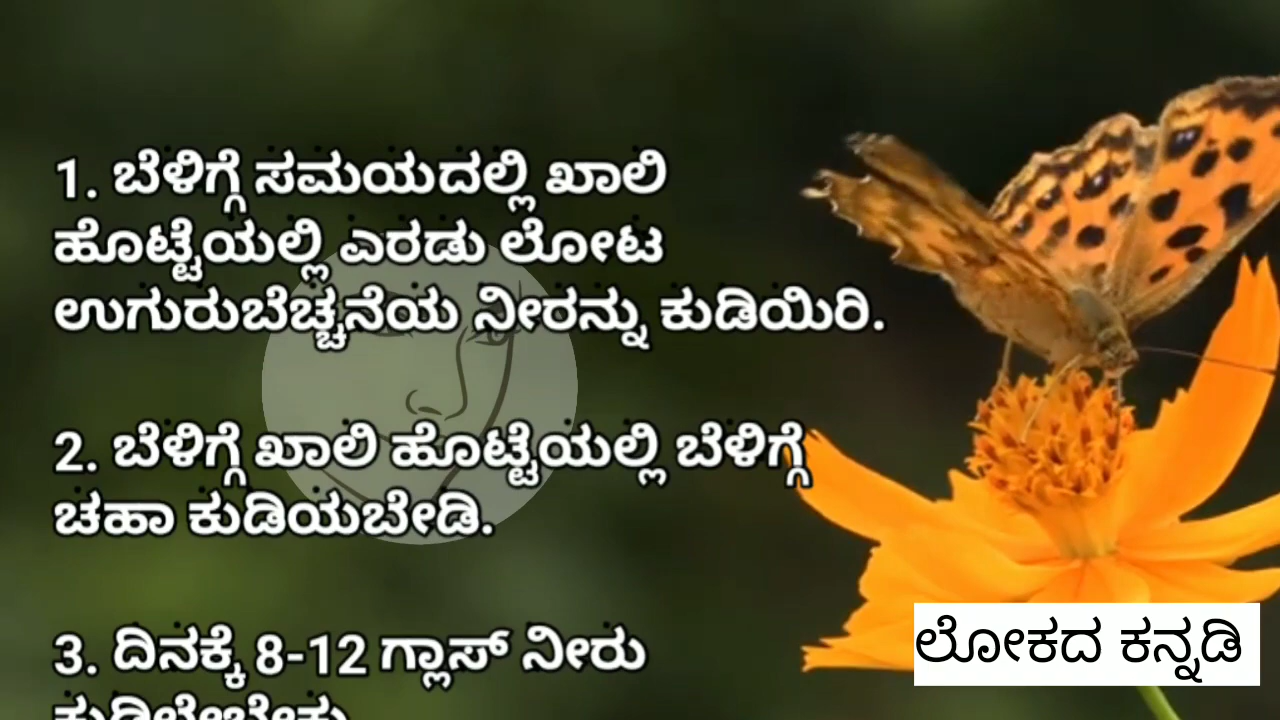 1. ಬೆಳಿಗ್ಗೆ ಸಮಯದಲ್ಲಿ ಖಾಲಿ
ಹೊಟ್ಟೆಯಲ್ಲಿ ಎರಡು ಲೋಟ
ಉಗುರುಬೆಚ್ಚನೆಯ ನೀರನ್ನು ಕುಡಿಯಿರಿ.
2. ಬೆಳಿಗ್ಗೆ ಖಾಲಿ ಹೊಟ್ಟೆಯಲ್ಲಿ ಬೆಳಿಗ್ಗೆ
ಚಹಾ ಕುಡಿಯಬೇಡಿ.
3. ದಿನಕ್ಕೆ 8-12 ಗ್ಲಾಸ್ ನೀರು
ಲೋಕದ ಕನ್ನಡಿ